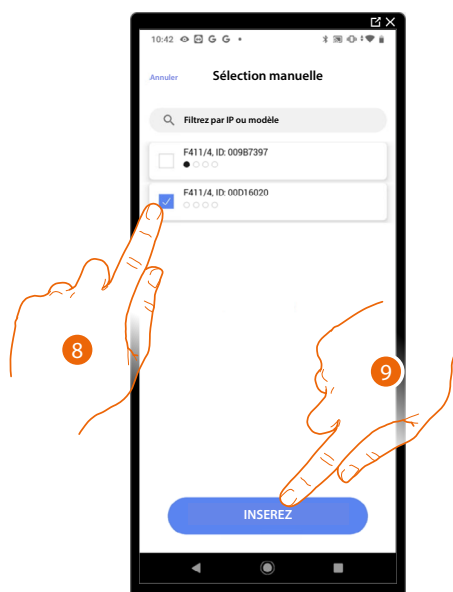 10:42 G G
Annuler Sélection manuelle
Filtrez par IP ou modèle
F411/4, ID: 009B7397
F411/4, ID: 00D16020
8
9
INSEREZ